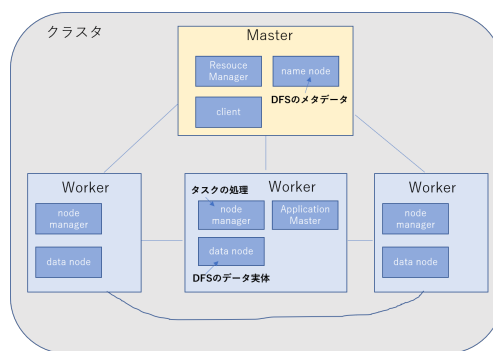 クラスタ
Master
Resouce
Manager
name node
DFSのメタデータ
client
Worker
node
manager
data node
Worker
タスクの処理
node
manager
Application
Master
data node
DFSのデータ実体
Worker
node
manager
data node